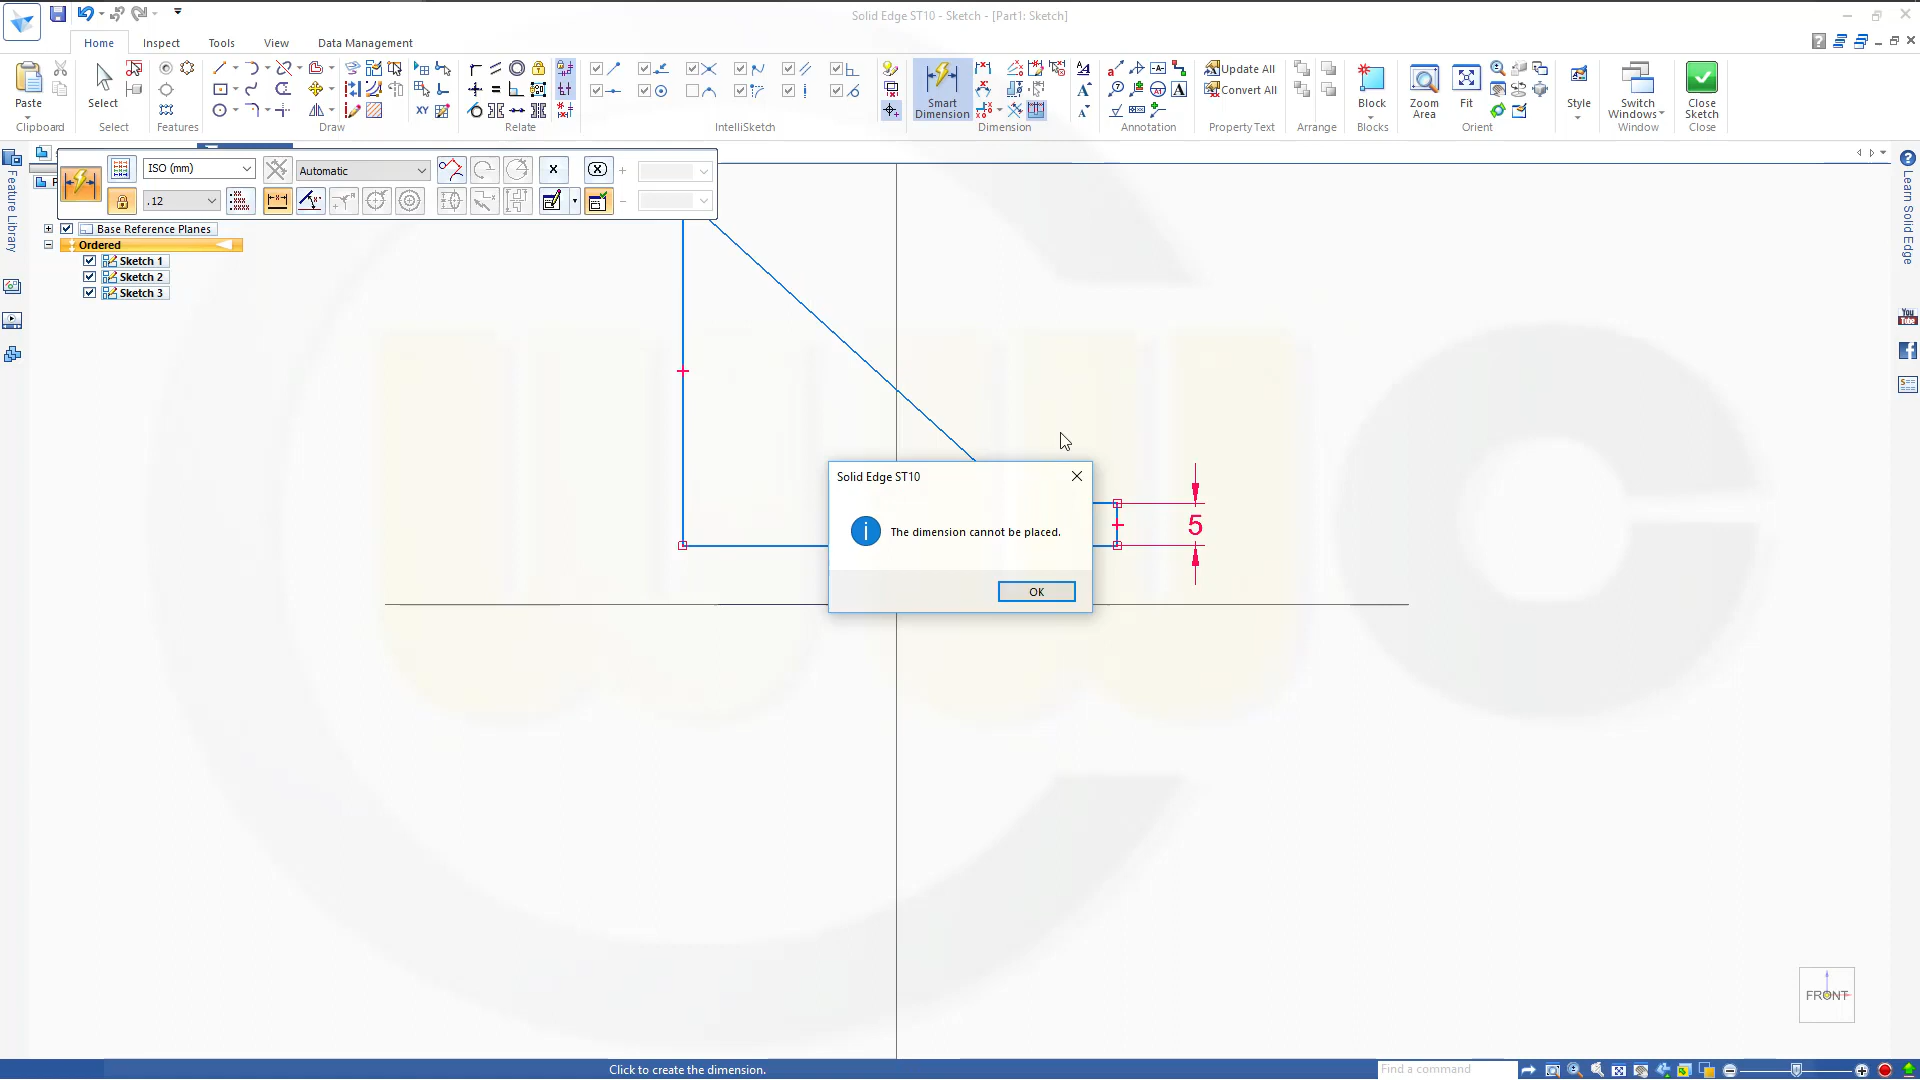 Solid Edge ST10 - Sketch - [Part1: Sketch]
Home
Inspect
Tools
View
Data Management
Paste
Select
Smart
Dimension
Update All
Convert All
Block
Zoom
Area
Fit
Style
Switch
Windows
Close
Sketch
Clipboard
Select
Features
Draw
Relate
IntelliSketch
Dimension
Annotation
PropertyText
Arrange
Blocks
Orient
Window
Close
ISO (mm)
Automatic
.12
Feature Library
Learn Solid Edge
Base Reference Planes
Ordered
Sketch 1
Sketch 2
Sketch 3
Solid Edge ST10
The dimension cannot be placed.
OK
5
FRONT
Click to create the dimension.
Find a command